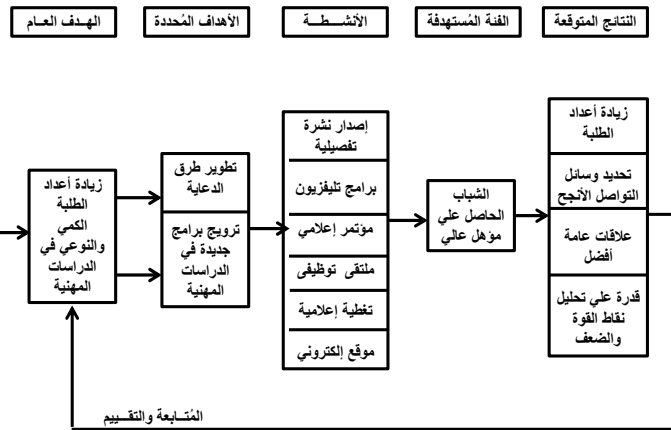 الهـدف العـام
الأهداف المُحددة
الأنشـــطـــة
الفئة المُستهدفة
النتائج المتوقعة
زيادة أعداد
الطلبة
الكمي
والنوعي في
الدراسات
المهنية
تطوير طرق
الدعاية
ترويج برامج
جديدة في
الدراسات
المهنية
إصدار نشرة
تفصيلية
برامج تليفزيون
مؤتمر إعلامي
ملتقى توظيفى
تغطية إعلامية
موقع إلكتروني
الشباب
الحاصل علي
مؤهل عالي
زيادة أعداد
الطلبة
تحديد وسائل
التواصل الأنجح
علاقات عامة
أفضل
قدرة علي تحليل
نقاط القوة
والضعف
المُتــابعة والتقـــييم